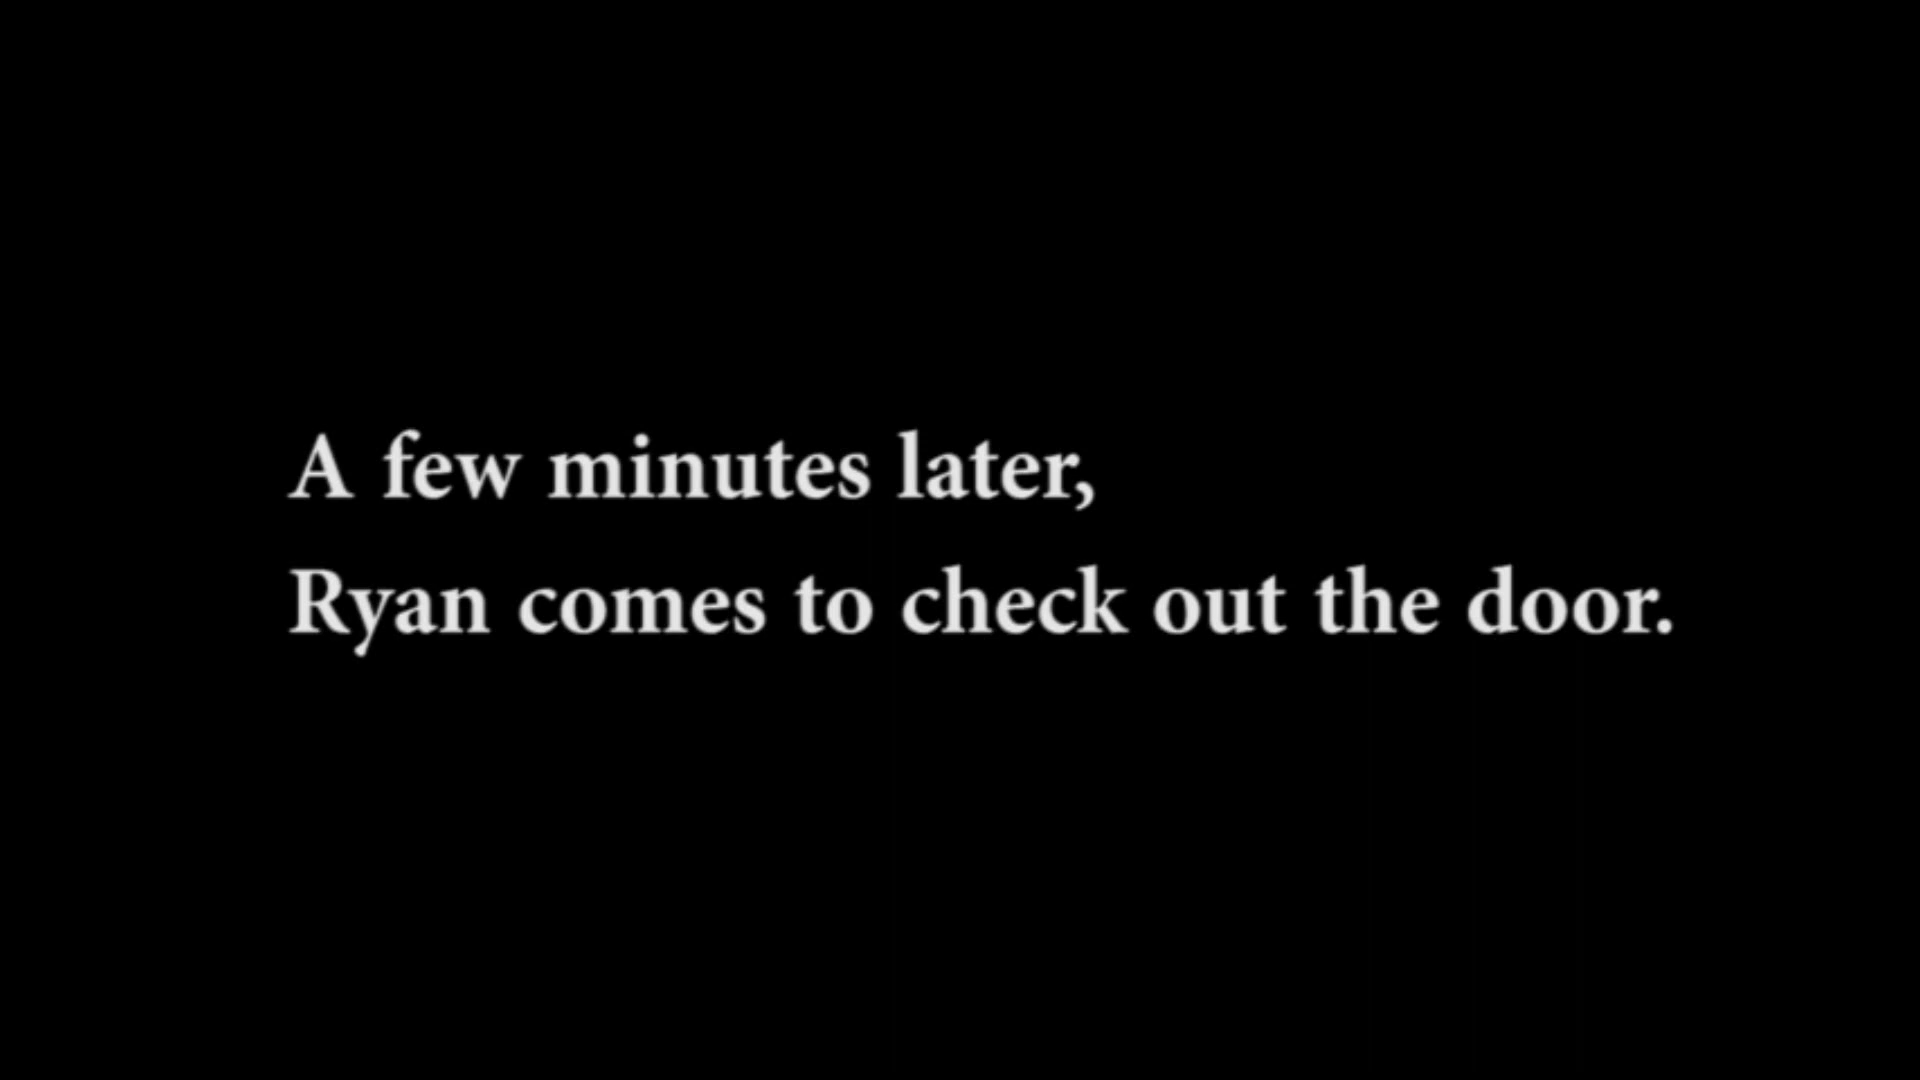 A few minutes later,
Ryan comes to check out the door.